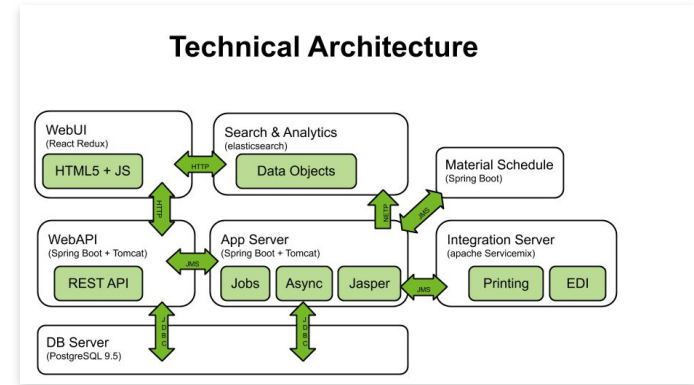 Technical Architecture
WebUI
(React Redux)
HTML5 + JS
HTTP
Search & Analytics
(elasticsearch)
Data Objects
Material Schedule
(Spring Boot)
HTTP
NETP
JMS
WebAPI
(Spring Boot + Tomcat)
REST API
JMS
App Server
(Spring Boot + Tomcat)
Jobs
Async
Jasper
JMS
Integration Server
(apache Servicemix)
Printing
EDI
JDBC
JDBC
DB Server
(PostgreSQL 9.5)